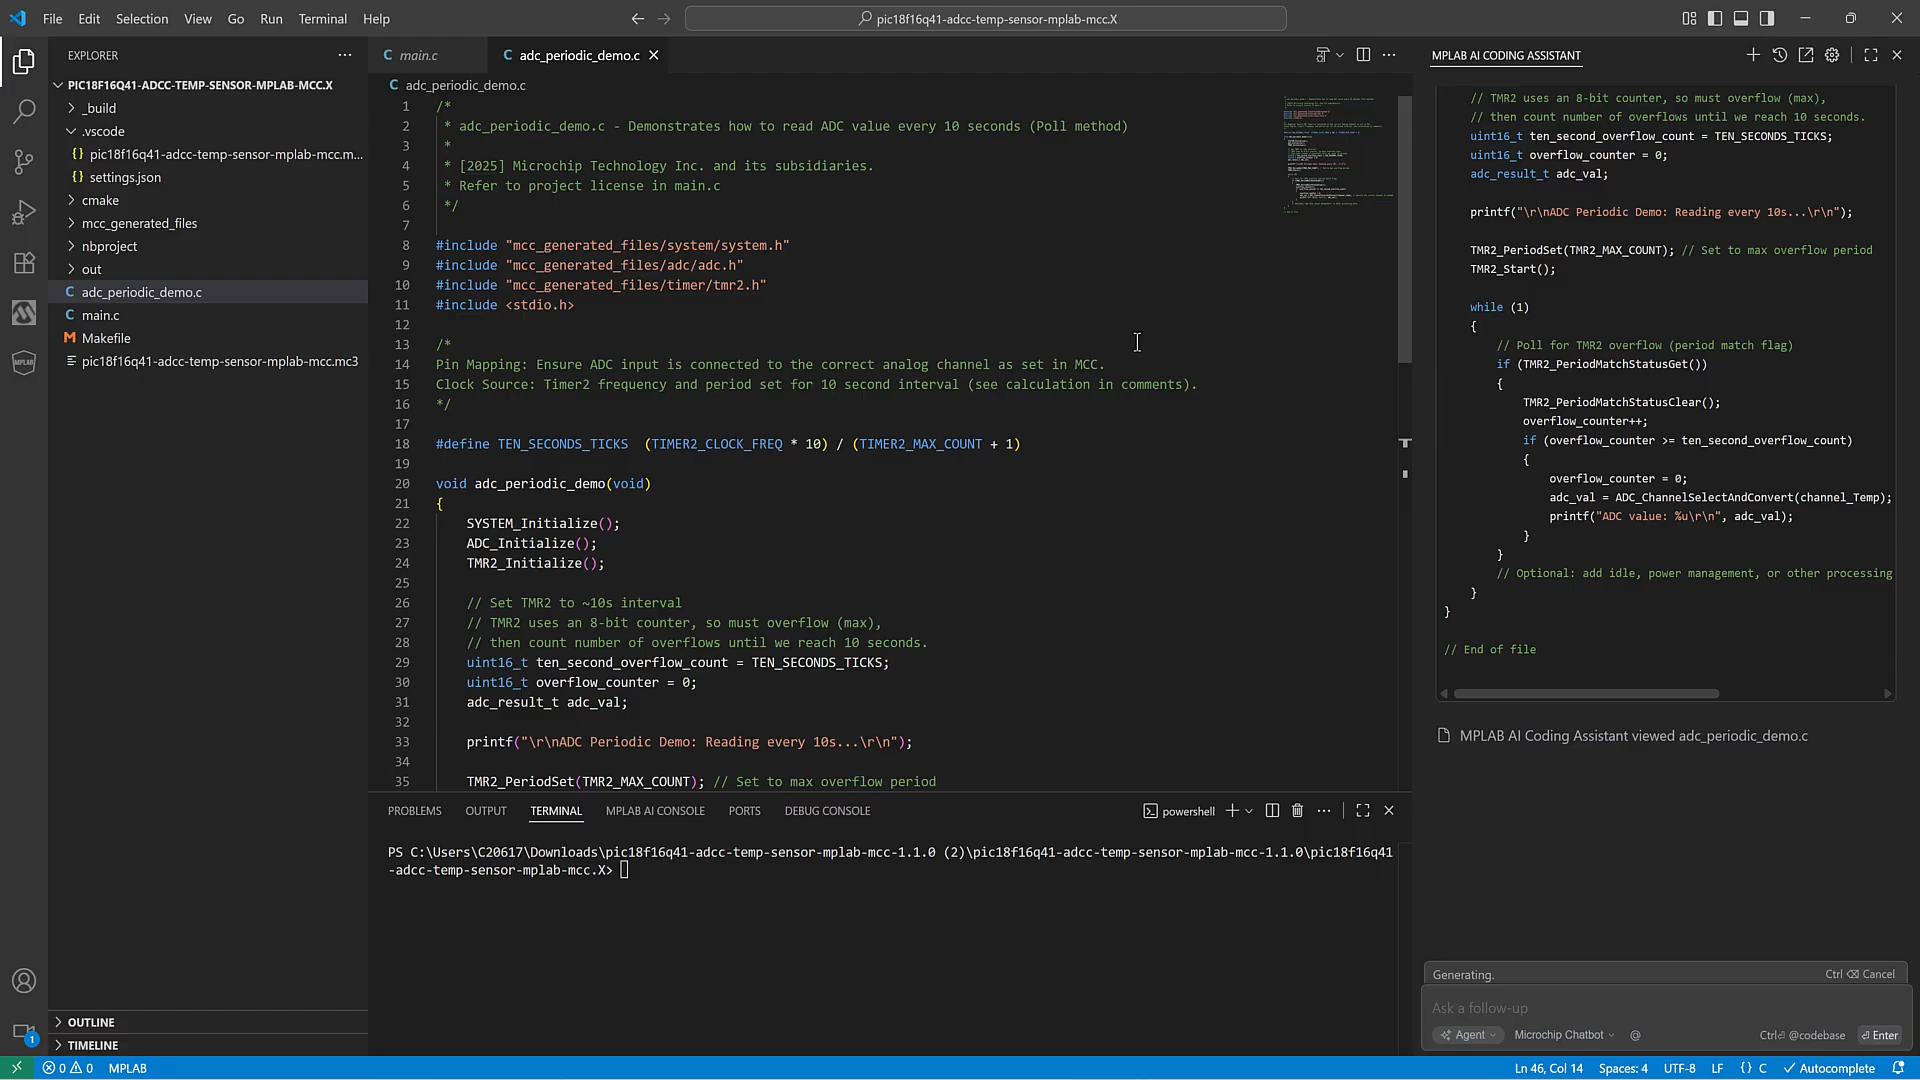 File Edit Selection View Go Run Terminal Help
pic18f16q41-adcc-temp-sensor-mplab-mcc.X
EXPLORER
PIC18F16Q41-ADCC-TEMP-SENSOR-MPLAB-MCC.X
_build
.vscode
{} pic18f16q41-adcc-temp-sensor-mplab-mcc.m...
{} settings.json
cmake
mcc_generated_files
nbproject
out
C adc_periodic_demo.c
C main.c
M Makefile
pic18f16q41-adcc-temp-sensor-mplab-mcc.mc3
OUTLINE
TIMELINE
C main.c
C adc_periodic_demo.c
C adc_periodic_demo.c
1 /*
2 * adc_periodic_demo.c - Demonstrates how to read ADC value every 10 seconds (Poll method)
3 *
4 * [2025] Microchip Technology Inc. and its subsidiaries.
5 * Refer to project license in main.c
6 */
7
8 #include "mcc_generated_files/system/system.h"
9 #include "mcc_generated_files/adc/adc.h"
10 #include "mcc_generated_files/timer/tmr2.h"
11 #include <stdio.h>
12
13 /*
14 Pin Mapping: Ensure ADC input is connected to the correct analog channel as set in MCC.
15 Clock Source: Timer2 frequency and period set for 10 second interval (see calculation in comments).
16 */
17
18 #define TEN_SECONDS_TICKS (TIMER2_CLOCK_FREQ * 10) / (TIMER2_MAX_COUNT + 1)
19
20 void adc_periodic_demo(void)
21 {
22 SYSTEM_Initialize();
23 ADC_Initialize();
24 TMR2_Initialize();
25
26 // Set TMR2 to ~10s interval
27 // TMR2 uses an 8-bit counter, so must overflow (max),
28 // then count number of overflows until we reach 10 seconds.
29 uint16_t ten_second_overflow_count = TEN_SECONDS_TICKS;
30 uint16_t overflow_counter = 0;
31 adc_result_t adc_val;
32
33 printf("\r\nADC Periodic Demo: Reading every 10s...\r\n");
34
35 TMR2_PeriodSet(TMR2_MAX_COUNT); // Set to max overflow period
PROBLEMS OUTPUT TERMINAL MPLAB AI CONSOLE PORTS DEBUG CONSOLE
powershell
PS C:\Users\C20617\Downloads\pic18f16q41-adcc-temp-sensor-mplab-mcc-1.1.0 (2)\pic18f16q41-adcc-temp-sensor-mplab-mcc-1.1.0\pic18f16q41
-adcc-temp-sensor-mplab-mcc.X>
MPLAB AI CODING ASSISTANT
// TMR2 uses an 8-bit counter, so must overflow (max),
// then count number of overflows until we reach 10 seconds.
uint16_t ten_second_overflow_count = TEN_SECONDS_TICKS;
uint16_t overflow_counter = 0;
adc_result_t adc_val;
printf("\r\nADC Periodic Demo: Reading every 10s...\r\n");
TMR2_PeriodSet(TMR2_MAX_COUNT); // Set to max overflow period
TMR2_Start();
while (1)
{
// Poll for TMR2 overflow (period match flag)
if (TMR2_PeriodMatchStatusGet())
{
TMR2_PeriodMatchStatusClear();
overflow_counter++;
if (overflow_counter >= ten_second_overflow_count)
{
overflow_counter = 0;
adc_val = ADC_ChannelSelectAndConvert(channel_Temp);
printf("ADC value: %u\r\n", adc_val);
}
}
// Optional: add idle, power management, or other processing
}
}
// End of file
MPLAB AI Coding Assistant viewed adc_periodic_demo.c
Generating.
Ctrl ⌫ Cancel
Ask a follow-up
Agent Microchip Chatbot @
Ctrl⏎ @codebase
⏎ Enter
MPLAB
1
0 0 MPLAB
Ln 46, Col 14 Spaces: 4 UTF-8 LF {} C Autocomplete